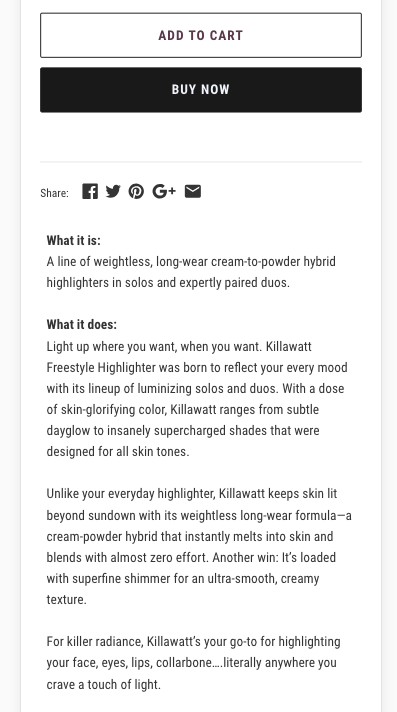 ADD TO CART
BUY NOW
Share:
What it is:
A line of weightless, long-wear cream-to-powder hybrid
highlighters in solos and expertly paired duos.
What it does:
Light up where you want, when you want. Killawatt
Freestyle Highlighter was born to reflect your every mood
with its lineup of luminizing solos and duos. With a dose
of skin-glorifying color, Killawatt ranges from subtle
dayglow to insanely supercharged shades that were
designed for all skin tones.
Unlike your everyday highlighter, Killawatt keeps skin lit
beyond sundown with its weightless long-wear formula—a
cream-powder hybrid that instantly melts into skin and
blends with almost zero effort. Another win: It’s loaded
with superfine shimmer for an ultra-smooth, creamy
texture.
For killer radiance, Killawatt’s your go-to for highlighting
your face, eyes, lips, collarbone….literally anywhere you
crave a touch of light.